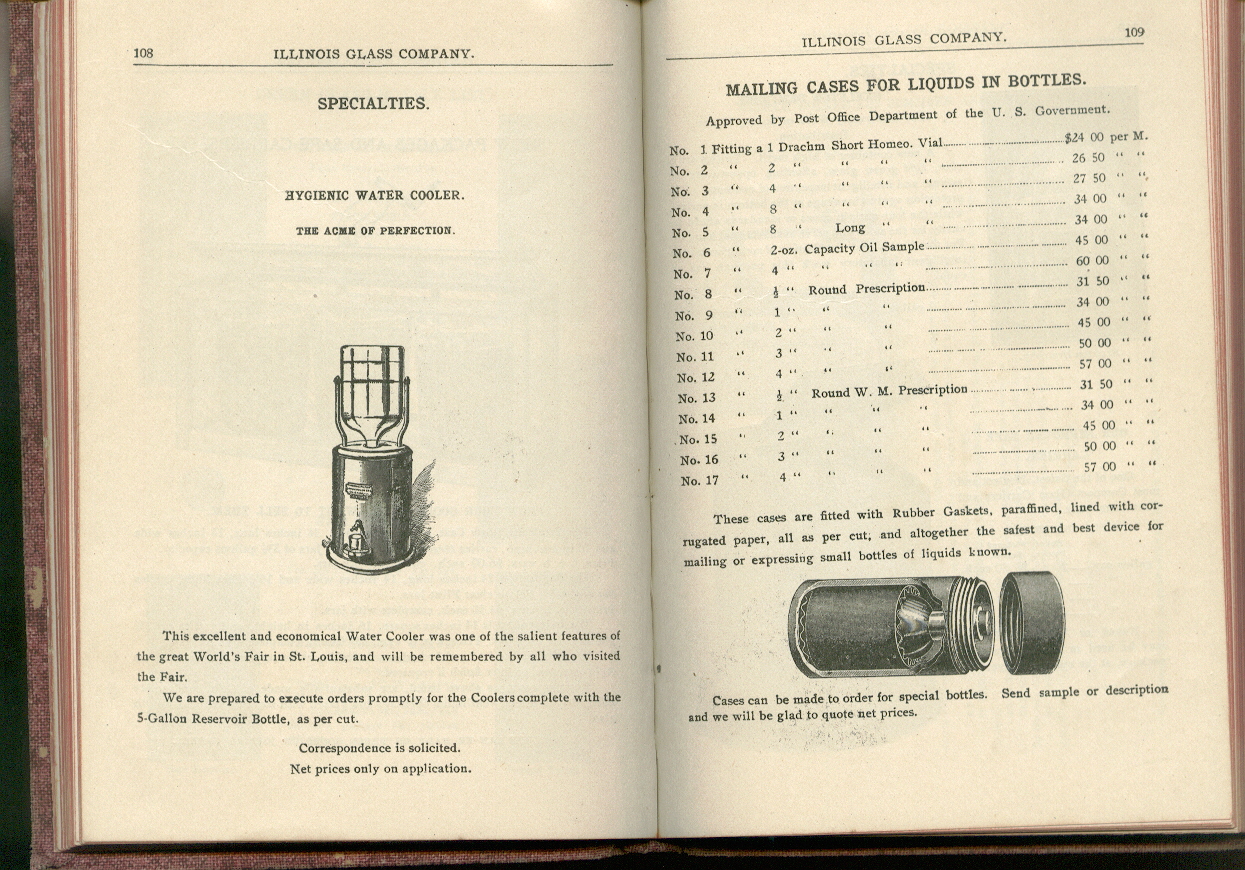 108
ILLINOIS GLASS COMPANY.
SPECIALTIES.
HYGIENIC WATER COOLER.
THE ACME OF PERFECTION.
This excellent and economical Water Cooler was one of the salient features of
the great World's Fair in St. Louis, and will be remembered by all who visited
the Fair.
We are prepared to execute orders promptly for the Coolers complete with the
5-Gallon Reservoir Bottle, as per cut.
Correspondence is solicited.
Net prices only on application.
ILLINOIS GLASS COMPANY.
109
MAILING CASES FOR LIQUIDS IN BOTTLES.
Approved by Post Office Department of the U. S. Government.
No. 1 Fitting a 1 Drachm Short Homeo. Vial $24 00 per M.
No. 2 " 2 " " " " 26 50 " "
No. 3 " 4 " " " " 27 50 " "
No. 4 " 8 " " " " 34 00 " "
No. 5 " 8 " Long " " 34 00 " "
No. 6 " 2-oz. Capacity Oil Sample 45 00 " "
No. 7 " 4 " " " " 60 00 " "
No. 8 " ½ " Round Prescription 31 50 " "
No. 9 " 1 " " " 34 00 " "
No. 10 " 2 " " " 45 00 " "
No. 11 " 3 " " " 50 00 " "
No. 12 " 4 " " " 57 00 " "
No. 13 " ½ " Round W. M. Prescription 31 50 " "
No. 14 " 1 " " " " 34 00 " "
No. 15 " 2 " " " " 45 00 " "
No. 16 " 3 " " " " 50 00 " "
No. 17 " 4 " " " " 57 00 " "
These cases are fitted with Rubber Gaskets, paraffined, lined with cor-
rugated paper, all as per cut, and altogether the safest and best device for
mailing or expressing small bottles of liquids known.
Cases can be made to order for special bottles. Send sample or description
and we will be glad to quote net prices.